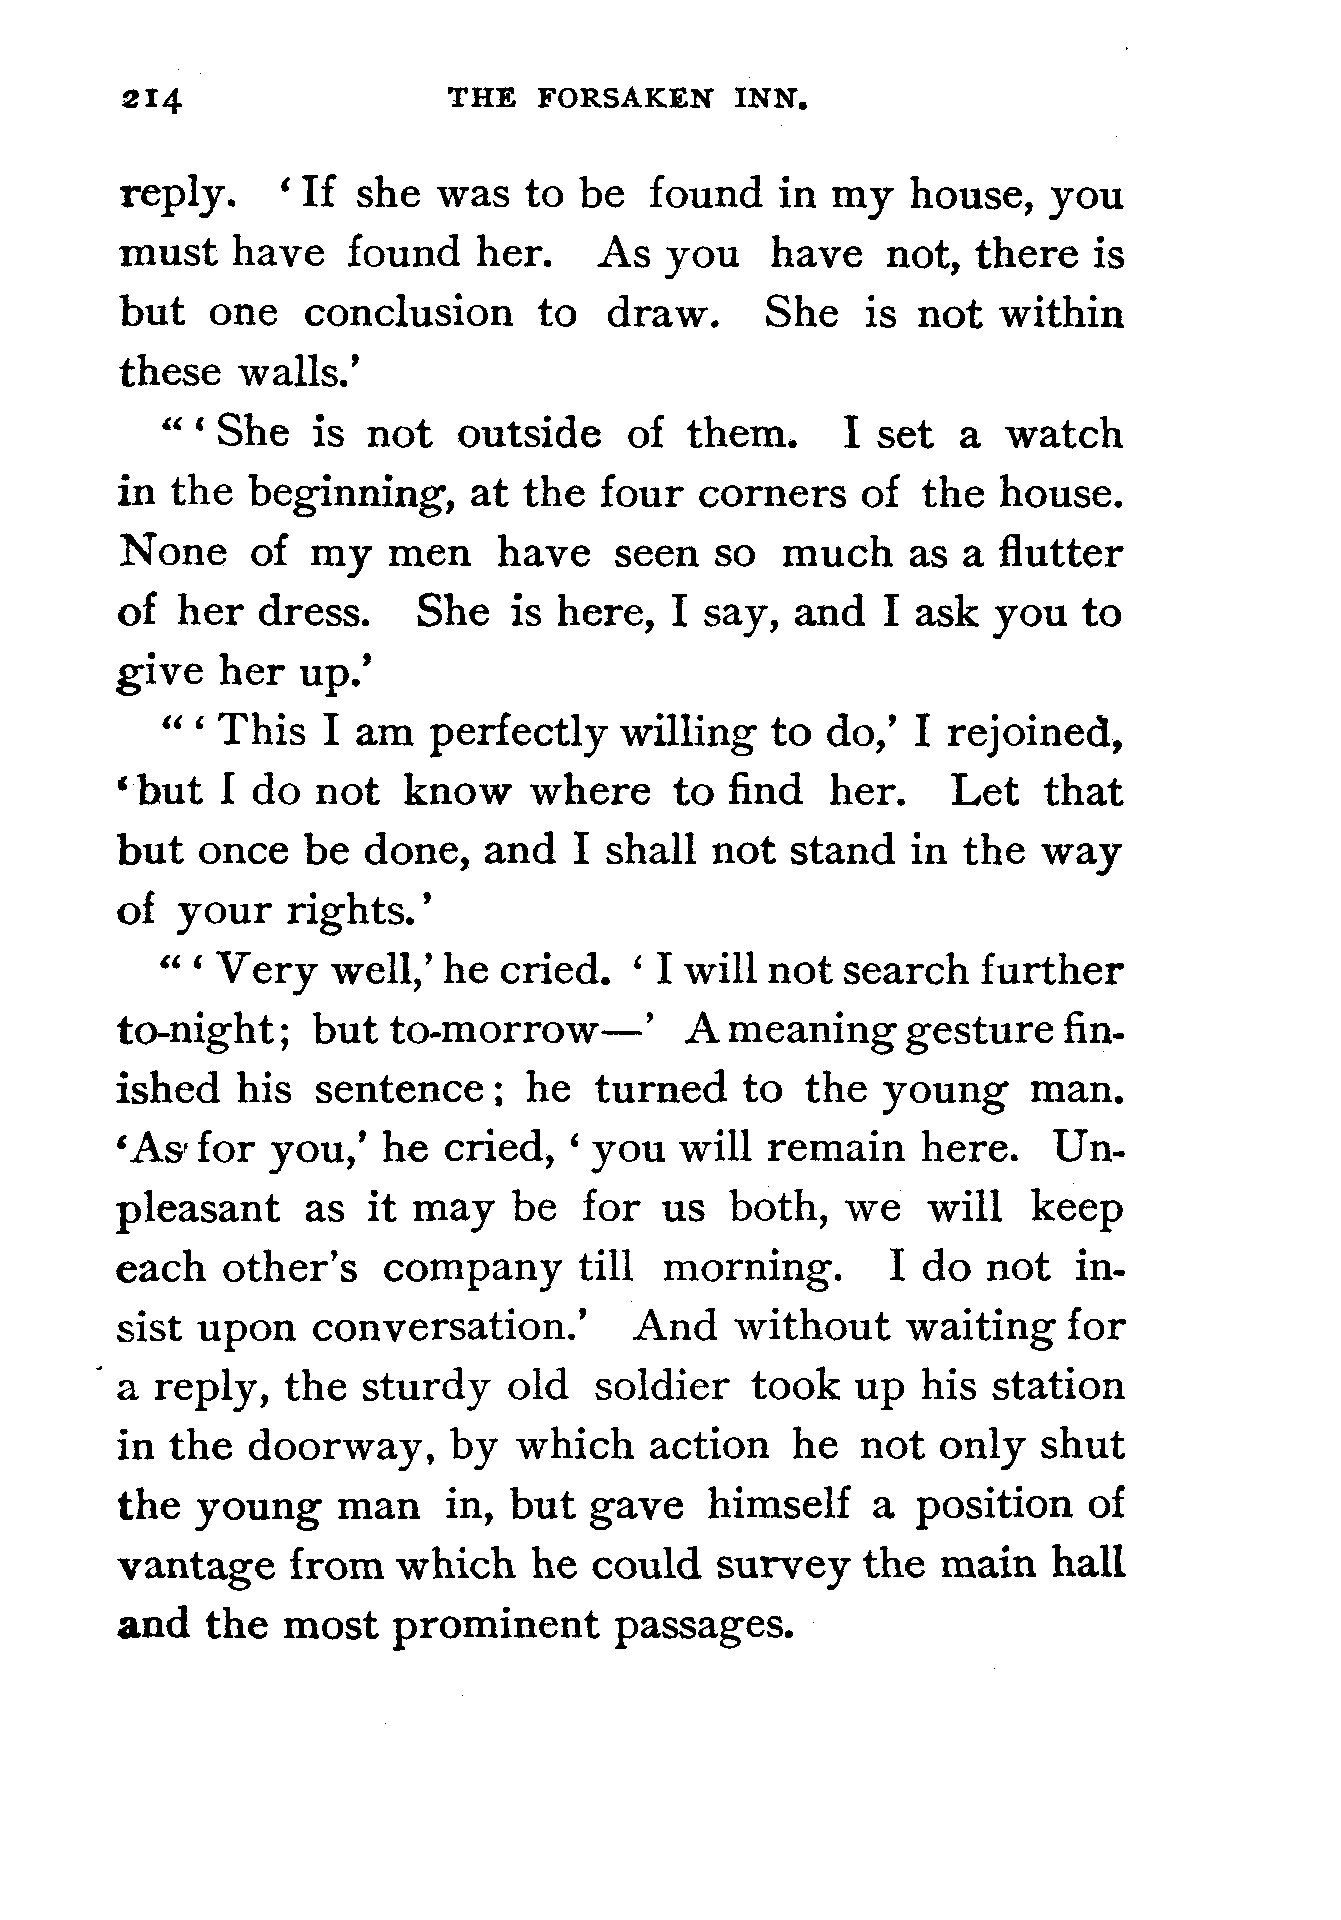 214 THE FORSAKEN INN.
reply. ‘ If she was to be found in my house, you
must have found her. As you have not, there is
but one conclusion to draw. She is not within
these walls.’
“ ‘ She is not outside of them. I set a watch
in the beginning, at the four corners of the house.
None of my men have seen so much as a flutter
of her dress. She is here, I say, and I ask you to
give her up.’
“ ‘ This I am perfectly willing to do,’ I rejoined,
‘ but I do not know where to find her. Let that
but once be done, and I shall not stand in the way
of your rights.’
“ ‘ Very well,’ he cried. ‘ I will not search further
to-night; but to-morrow—’ A meaning gesture fin-
ished his sentence; he turned to the young man.
‘As for you,’ he cried, ‘ you will remain here. Un-
pleasant as it may be for us both, we will keep
each other’s company till morning. I do not in-
sist upon conversation.’ And without waiting for
a reply, the sturdy old soldier took up his station
in the doorway, by which action he not only shut
the young man in, but gave himself a position of
vantage from which he could survey the main hall
and the most prominent passages.